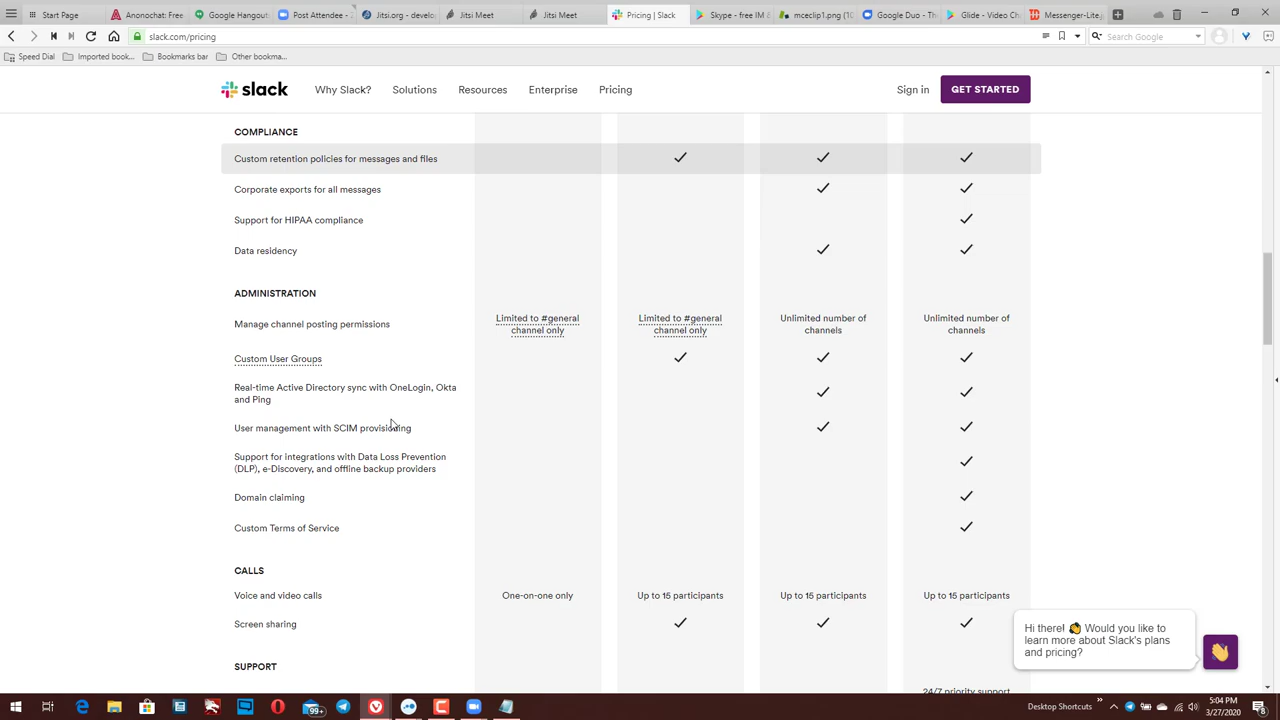 Start Page
Anonochat: Free
Google Hangout
Post Attendee -
Jitsi.org - develo
Jitsi Meet
Jitsi Meet
Pricing | Slack
Skype - free IM &
mceclip1.png (10
Google Duo - Th
Glide - Video Ch
Messenger-Lite.j
slack.com/pricing
Search Google
Speed Dial
Imported book...
Bookmarks bar
Other bookma...
slack
Why Slack?
Solutions
Resources
Enterprise
Pricing
Sign in
GET STARTED
COMPLIANCE
Custom retention policies for messages and files
Corporate exports for all messages
Support for HIPAA compliance
Data residency
ADMINISTRATION
Manage channel posting permissions
Limited to #general
channel only
Limited to #general
channel only
Unlimited number of
channels
Unlimited number of
channels
Custom User Groups
Real-time Active Directory sync with OneLogin, Okta
and Ping
User management with SCIM provisioning
Support for integrations with Data Loss Prevention
(DLP), e-Discovery, and offline backup providers
Domain claiming
Custom Terms of Service
CALLS
Voice and video calls
One-on-one only
Up to 15 participants
Up to 15 participants
Up to 15 participants
Screen sharing
Hi there! 👋 Would you like to
learn more about Slack's plans
and pricing?
SUPPORT
24/7 priority support
99+
Desktop Shortcuts
5:04 PM
3/27/2020
8